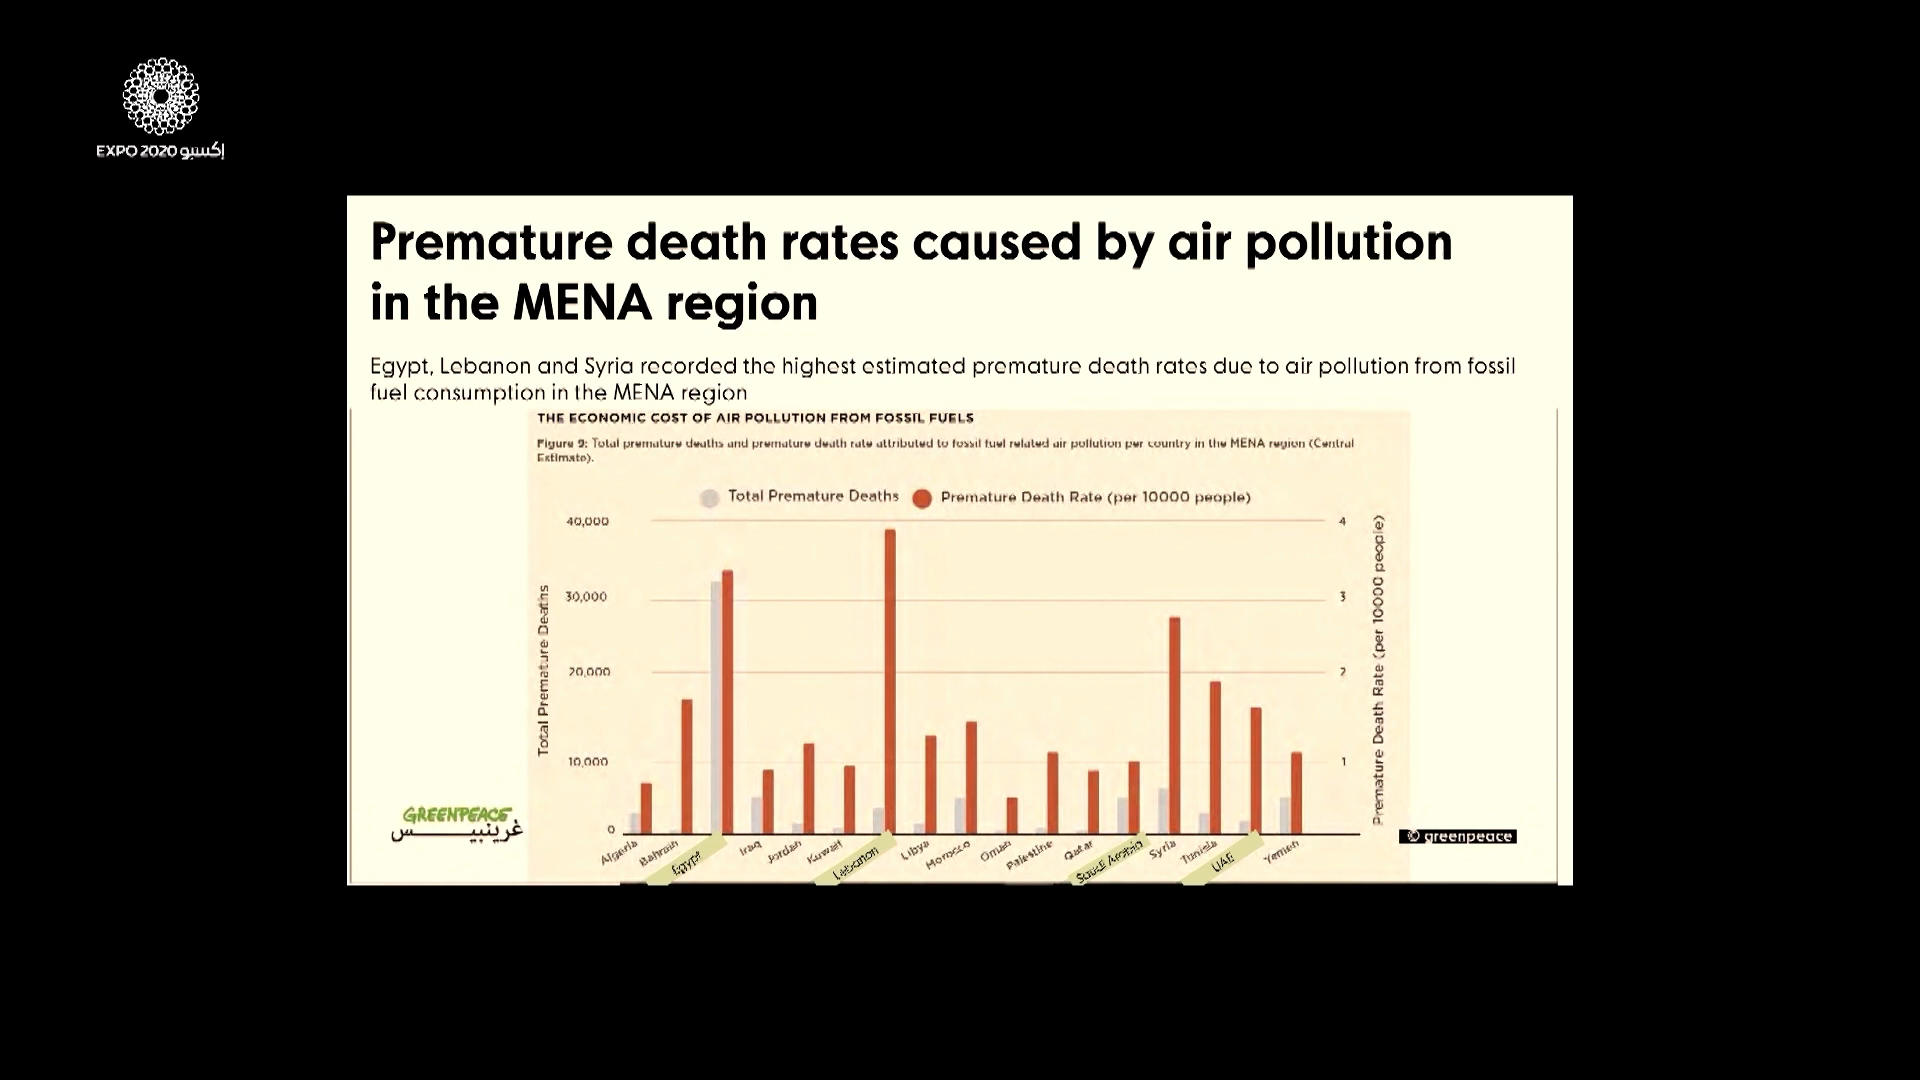 EXPO 2020 إكسبو
Premature death rates caused by air pollution
in the MENA region
Egypt, Lebanon and Syria recorded the highest estimated premature death rates due to air pollution from fossil
fuel consumption in the MENA region
THE ECONOMIC COST OF AIR POLLUTION FROM FOSSIL FUELS
Figure 9: Total premature deaths and premature death rate attributed to fossil fuel related air pollution per country in the MENA region (Central
Estimate).
Total Premature Deaths
Premature Death Rate (per 10000 people)
40,000
30,000
20,000
10,000
0
4
3
2
1
Total Premature Deaths
Premature Death Rate (per 10000 people)
Algeria
Bahrain
Egypt
Iraq
Jordan
Kuwait
Lebanon
Libya
Morocco
Oman
Palestine
Qatar
Saudi Arabia
Syria
Tunisia
UAE
Yemen
GREENPEACE
غرينبيس
© greenpeace